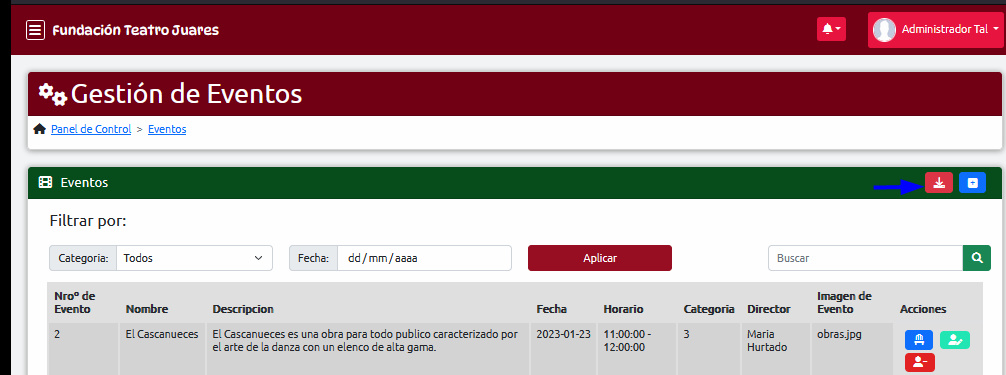 Fundación Teatro Juares
Administrador Tal
Gestión de Eventos
Panel de Control > Eventos
Eventos
Filtrar por:
Categoria: Todos Fecha: dd/mm/aaaa Aplicar Buscar
Nroº de Evento Nombre Descripcion Fecha Horario Categoria Director Imagen de Evento Acciones
2 El Cascanueces El Cascanueces es una obra para todo publico caracterizado por el arte de la danza con un elenco de alta gama. 2023-01-23 11:00:00 - 12:00:00 3 Maria Hurtado obras.jpg